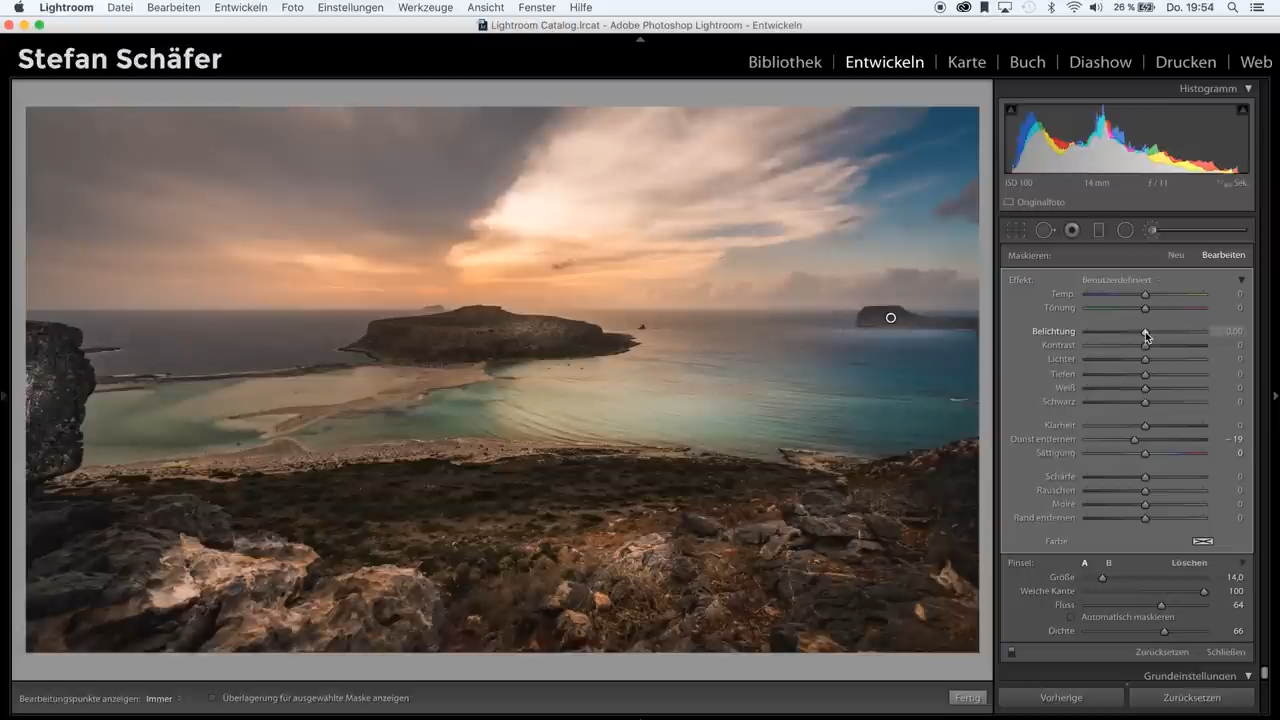 Lightroom Datei Bearbeiten Entwickeln Foto Einstellungen Werkzeuge Ansicht Fenster Hilfe 26 % Do. 19:54
Lightroom Catalog.lrcat - Adobe Photoshop Lightroom - Entwickeln
Stefan Schäfer
Bibliothek | Entwickeln | Karte | Buch | Diashow | Drucken | Web
Histogramm
ISO 100 14 mm f / 11 Sek
Originalfoto
Maskieren: Neu Bearbeiten
Effekt: Benutzerdefiniert
Temp. 0
Tönung 0
Belichtung 0,00
Kontrast 0
Lichter 0
Tiefen 0
Weiß 0
Schwarz 0
Klarheit 0
Dunst entfernen – 19
Sättigung 0
Schärfe 0
Rauschen 0
Moiré 0
Rand entfernen 0
Farbe
Pinsel: A B Löschen
Größe 14,0
Weiche Kante 100
Fluss 64
Automatisch maskieren
Dichte 66
Zurücksetzen Schließen
Grundeinstellungen
Bearbeitungspunkte anzeigen: Immer Überlagerung für ausgewählte Maske anzeigen Fertig
Vorherige Zurücksetzen